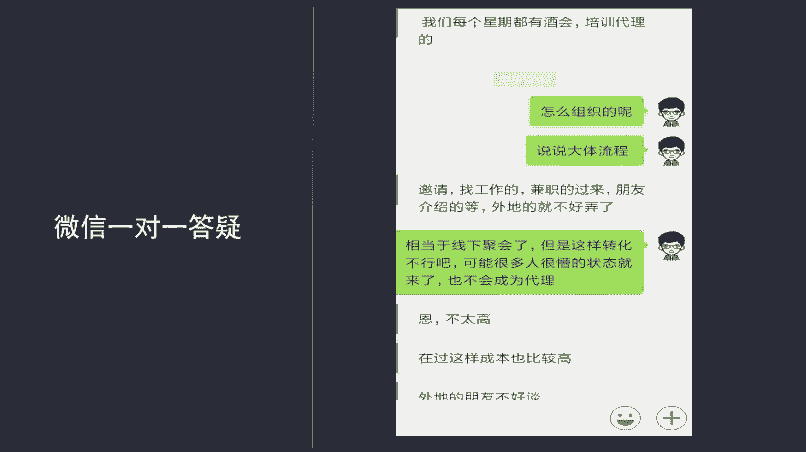 微信一对一答疑
我们每个星期都有酒会，培训代理
的
怎么组织的呢
说说大体流程
邀请，找工作的，兼职的过来，朋友
介绍的等，外地的就不好弄了
相当于线下聚会了，但是这样转化
不行吧，可能很多人很懵的状态就
来了，也不会成为代理
恩，不太高
在过这样成本也比较高
外地的朋友不好谈